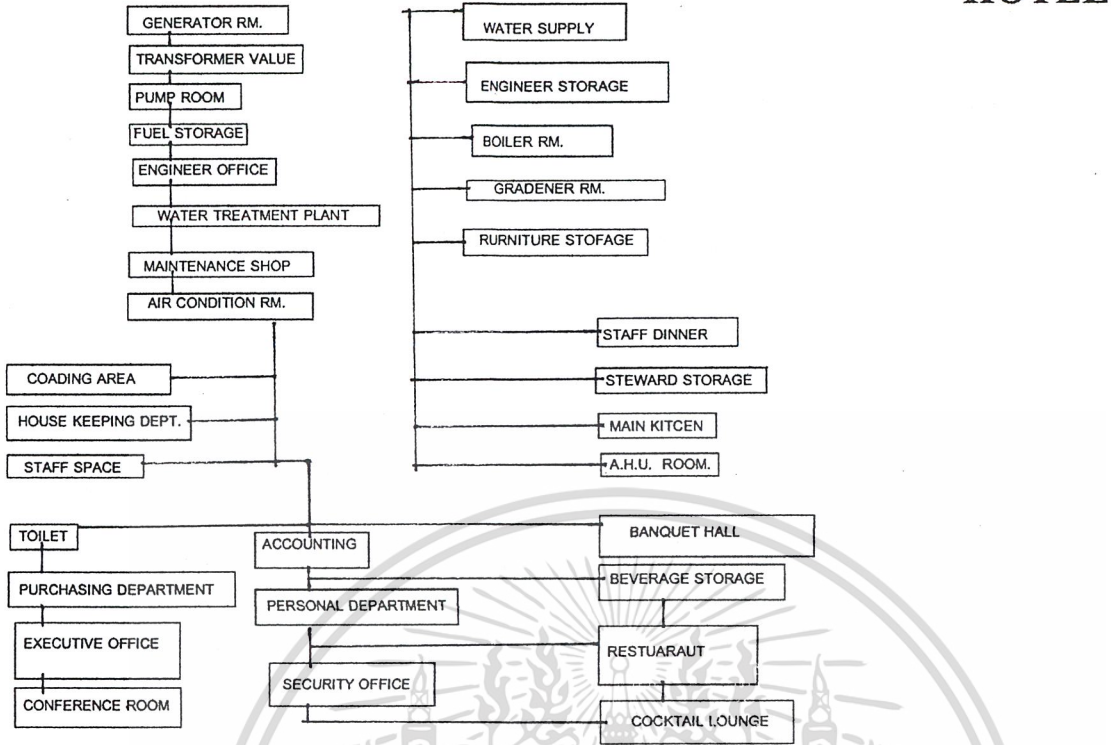 HOTEL
GENERATOR RM.
TRANSFORMER VALUE
PUMP ROOM
FUEL STORAGE
ENGINEER OFFICE
WATER TREATMENT PLANT
MAINTENANCE SHOP
AIR CONDITION RM.
WATER SUPPLY
ENGINEER STORAGE
BOILER RM.
GRADENER RM.
RURNITURE STOFAGE
STAFF DINNER
STEWARD STORAGE
MAIN KITCEN
A.H.U. ROOM.
COADING AREA
HOUSE KEEPING DEPT.
STAFF SPACE
TOILET
PURCHASING DEPARTMENT
EXECUTIVE OFFICE
CONFERENCE ROOM
ACCOUNTING
PERSONAL DEPARTMENT
SECURITY OFFICE
BANQUET HALL
BEVERAGE STORAGE
RESTUARAUT
COCKTAIL LOUNGE